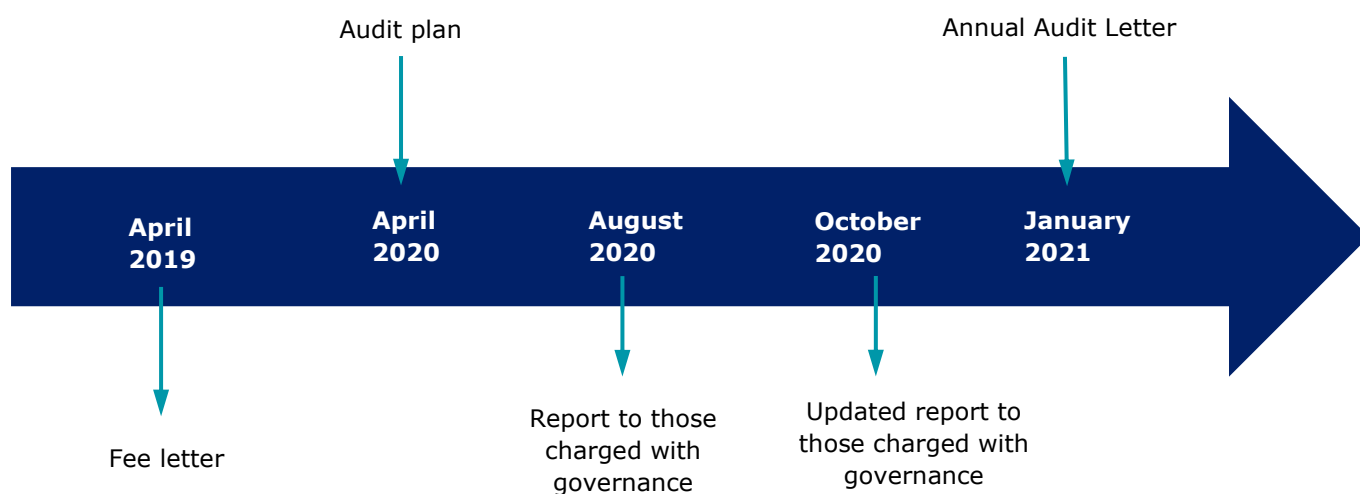 Audit plan
Annual Audit Letter
April
2019
April
2020
August
2020
October
2020
January
2021
Fee letter
Report to those
charged with
governance
Updated report to
those charged with
governance